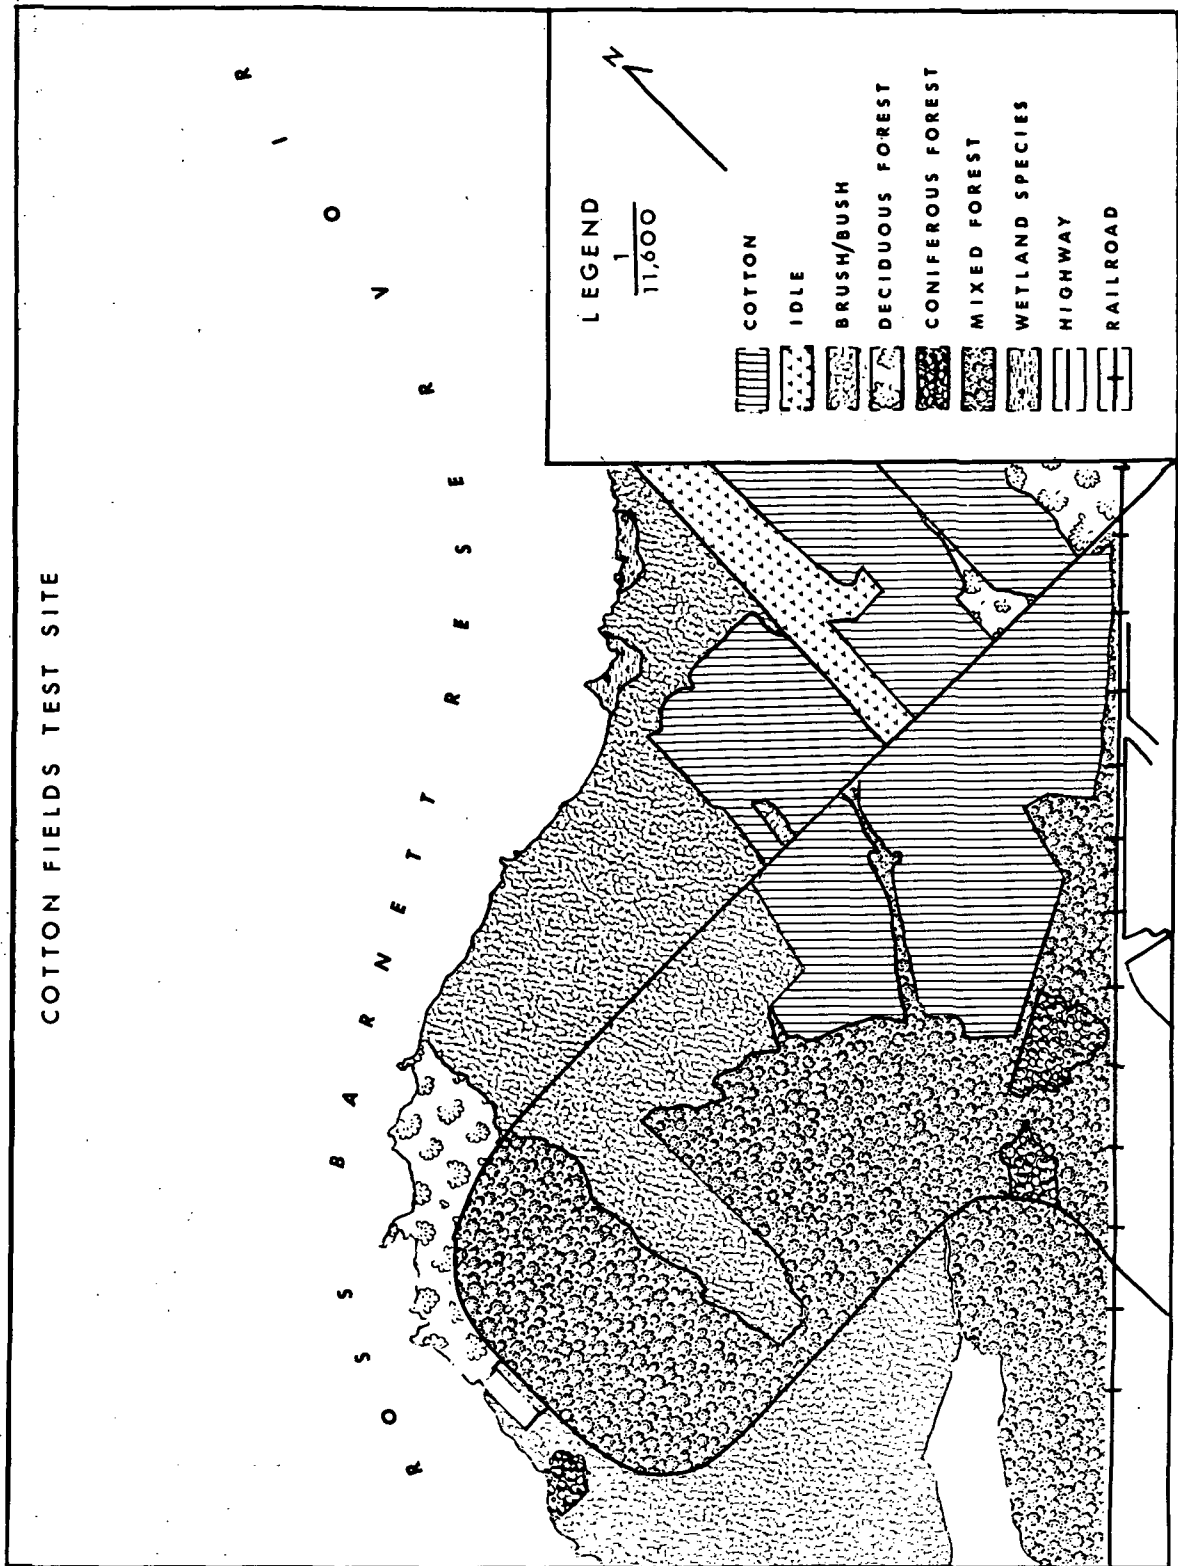 COTTON FIELDS TEST SITE
ROSS BARNETT RESERVOIR
N
LEGEND
1
11,600
COTTON
IDLE
BRUSH/BUSH
DECIDUOUS FOREST
CONIFEROUS FOREST
MIXED FOREST
WETLAND SPECIES
HIGHWAY
RAILROAD